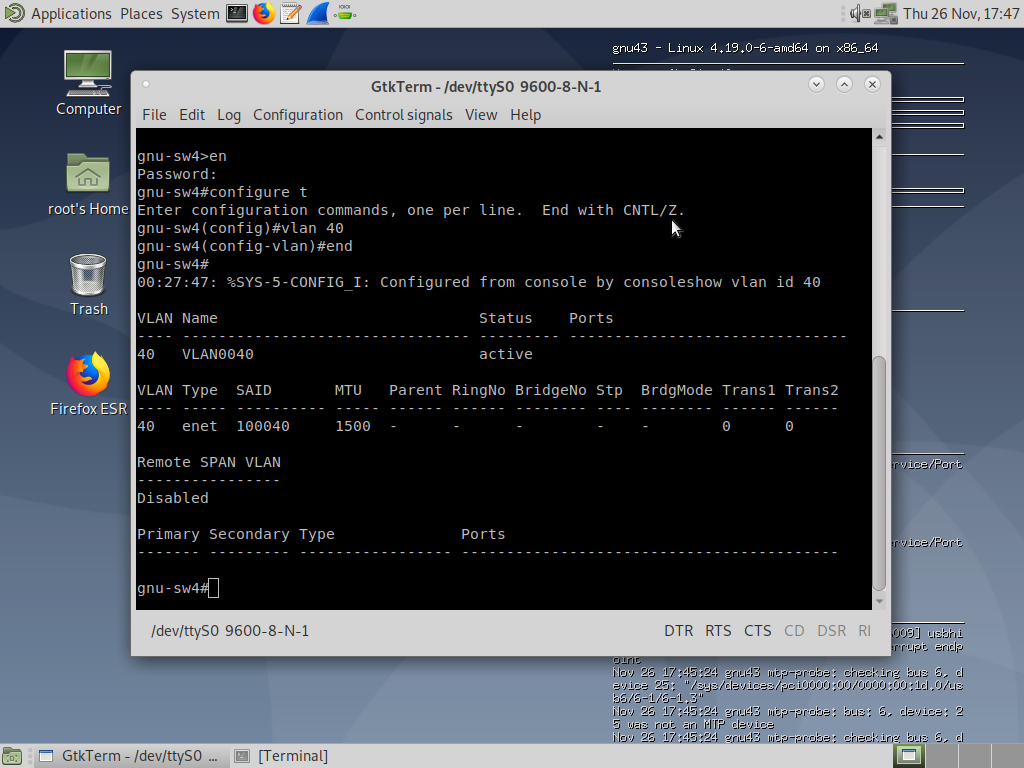 Applications Places System
Thu 26 Nov, 17:47
gnu43 - Linux 4.19.0-6-amd64 on x86_64
Computer
root's Home
Trash
Firefox ESR
GtkTerm - /dev/ttyS0 9600-8-N-1
File Edit Log Configuration Control signals View Help
gnu-sw4>en
Password:
gnu-sw4#configure t
Enter configuration commands, one per line.  End with CNTL/Z.
gnu-sw4(config)#vlan 40
gnu-sw4(config-vlan)#end
gnu-sw4#
00:27:47: %SYS-5-CONFIG_I: Configured from console by consoleshow vlan id 40
VLAN Name                             Status    Ports
---- -------------------------------- --------- -------------------------------
40   VLAN0040                         active
VLAN Type  SAID       MTU   Parent RingNo BridgeNo Stp  BrdgMode Trans1 Trans2
---- ----- ---------- ----- ------ ------ -------- ---- -------- ------ ------
40   enet  100040     1500  -      -      -        -    -        0      0
Remote SPAN VLAN
----------------
Disabled
Primary Secondary Type              Ports
------- --------- ----------------- ------------------------------------------
gnu-sw4#
/dev/ttyS0 9600-8-N-1
DTR RTS CTS CD DSR RI
rvice/Port
rvice/Port
009] usbhi
rrupt endp
oint
Nov 26 17:45:24 gnu43 mtp-probe: checking bus 6, d
evice 25: "/sys/devices/pci0000:00/0000:00:1d.0/us
b6/6-1/6-1.3"
Nov 26 17:45:24 gnu43 mtp-probe: bus: 6, device: 2
5 was not an MTP device
Nov 26 17:45:24 gnu43 mtp-probe: checking bus 6, d
GtkTerm - /dev/ttyS0 ...
[Terminal]